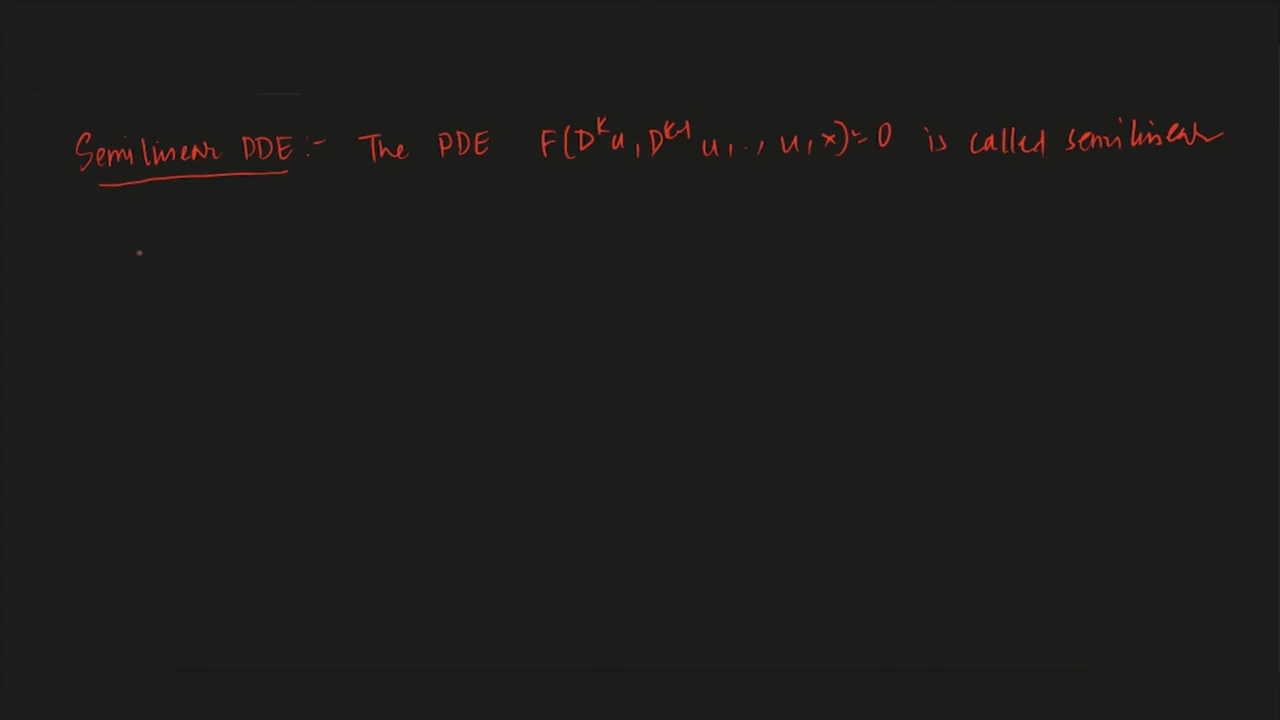 Semilinear PDE :- The PDE F(D^k u, D^{k-1} u, .., u, x) = 0 is called semilinear